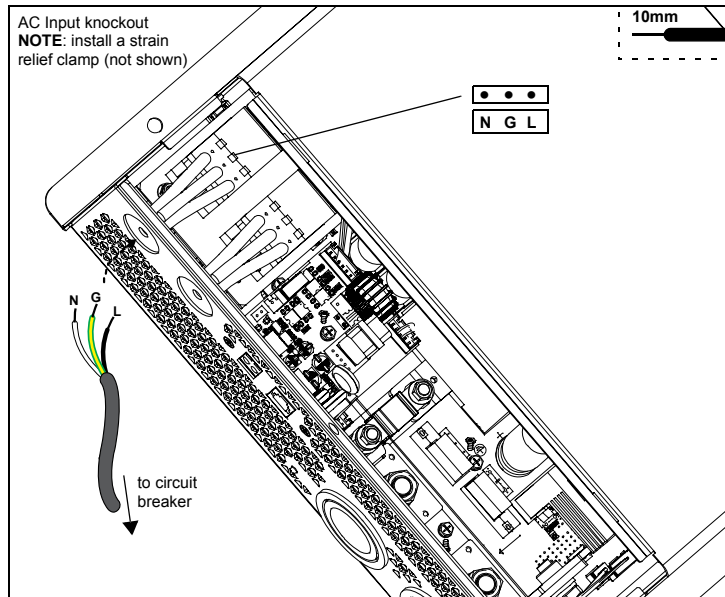 AC Input knockout
NOTE: install a strain
relief clamp (not shown)
10mm
N G L
N G L
to circuit
breaker